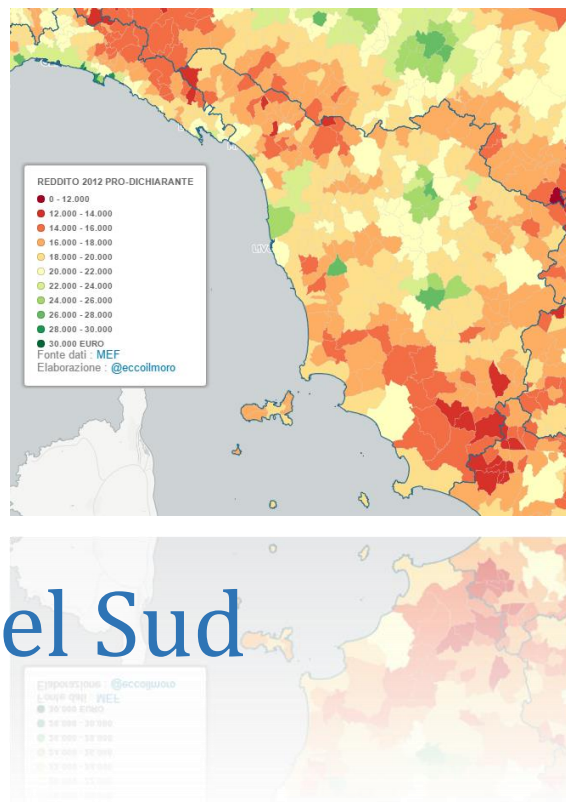 REDDITO 2012 PRO-DICHIARANTE
0 - 12.000
12.000 - 14.000
14.000 - 16.000
16.000 - 18.000
18.000 - 20.000
20.000 - 22.000
22.000 - 24.000
24.000 - 26.000
26.000 - 28.000
28.000 - 30.000
30.000 EURO
Fonte dati : MEF
Elaborazione : @eccoilmoro
el Sud